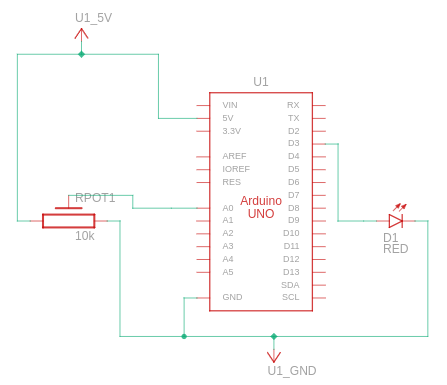 U1_5V
U1
VIN
5V
3.3V
AREF
IOREF
RES
A0
A1
A2
A3
A4
A5
GND
Arduino
UNO
RX
TX
D2
D3
D4
D5
D6
D7
D8
D9
D10
D11
D12
D13
SDA
SCL
RPOT1
10k
D1
RED
U1_GND